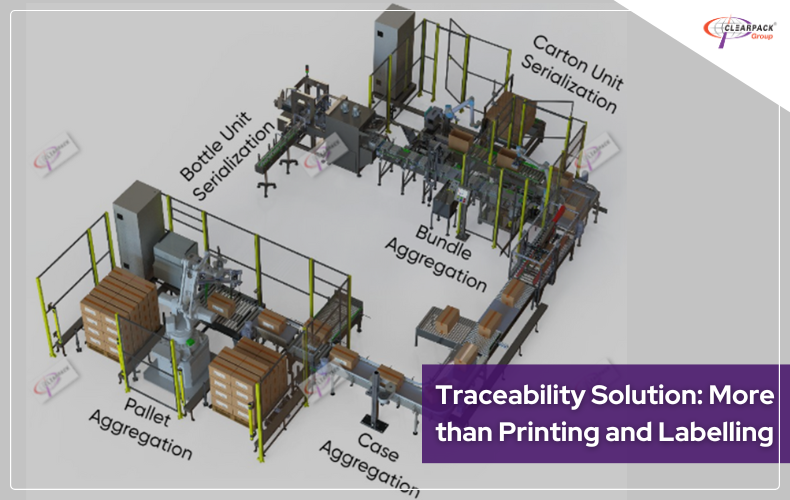 CLEARPACK
Group
Carton Unit
Serialization
Bottle Unit
Serialization
Bundle
Aggregation
Traceability Solution: More
than Printing and Labelling
Pallet
Aggregation
Case
Aggregation